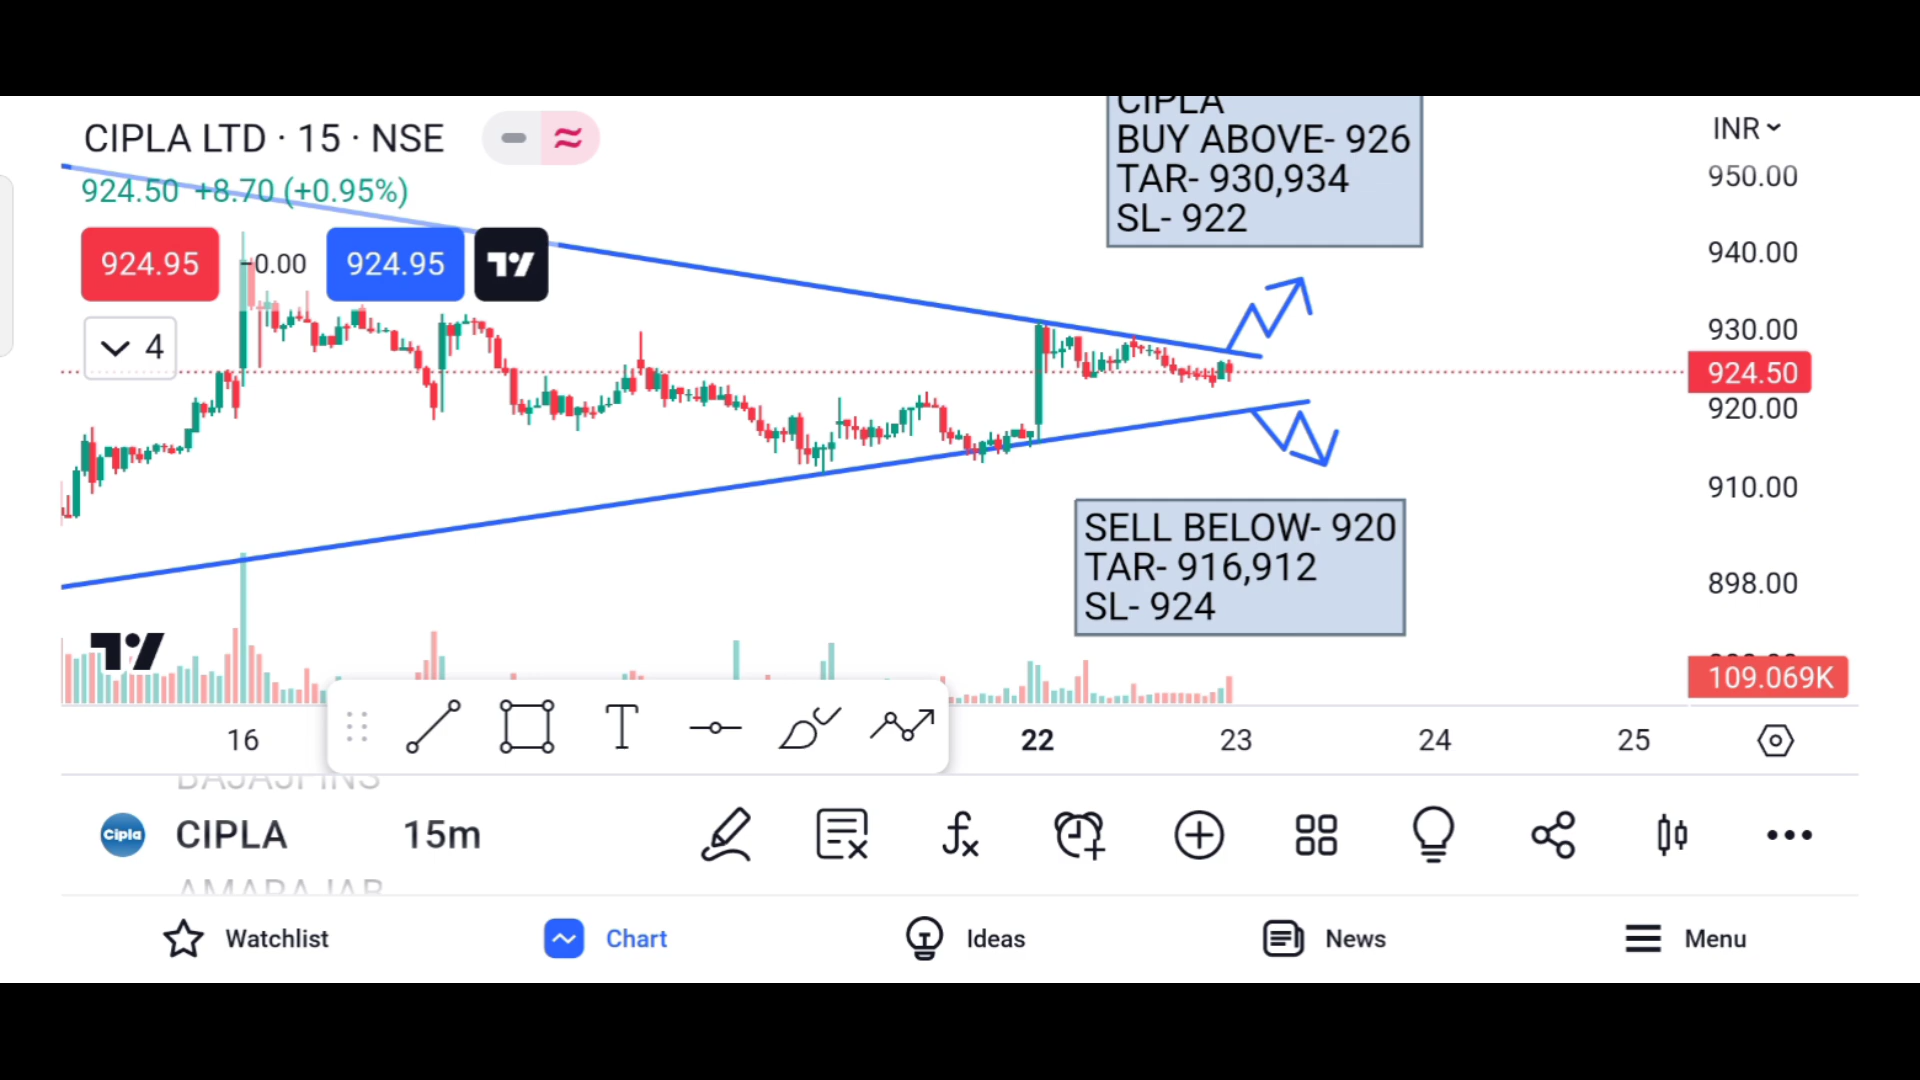 CIPLA
CIPLA LTD · 15 · NSE
BUY ABOVE- 926
TAR- 930,934
SL- 922
INR
950.00
924.50 +8.70 (+0.95%)
924.95
0.00
924.95
940.00
4
930.00
924.50
920.00
910.00
SELL BELOW- 920
TAR- 916,912
SL- 924
898.00
109.069K
16
22
23
24
25
BAJAJFINS
Cipla
CIPLA
15m
Watchlist
Chart
Ideas
News
Menu